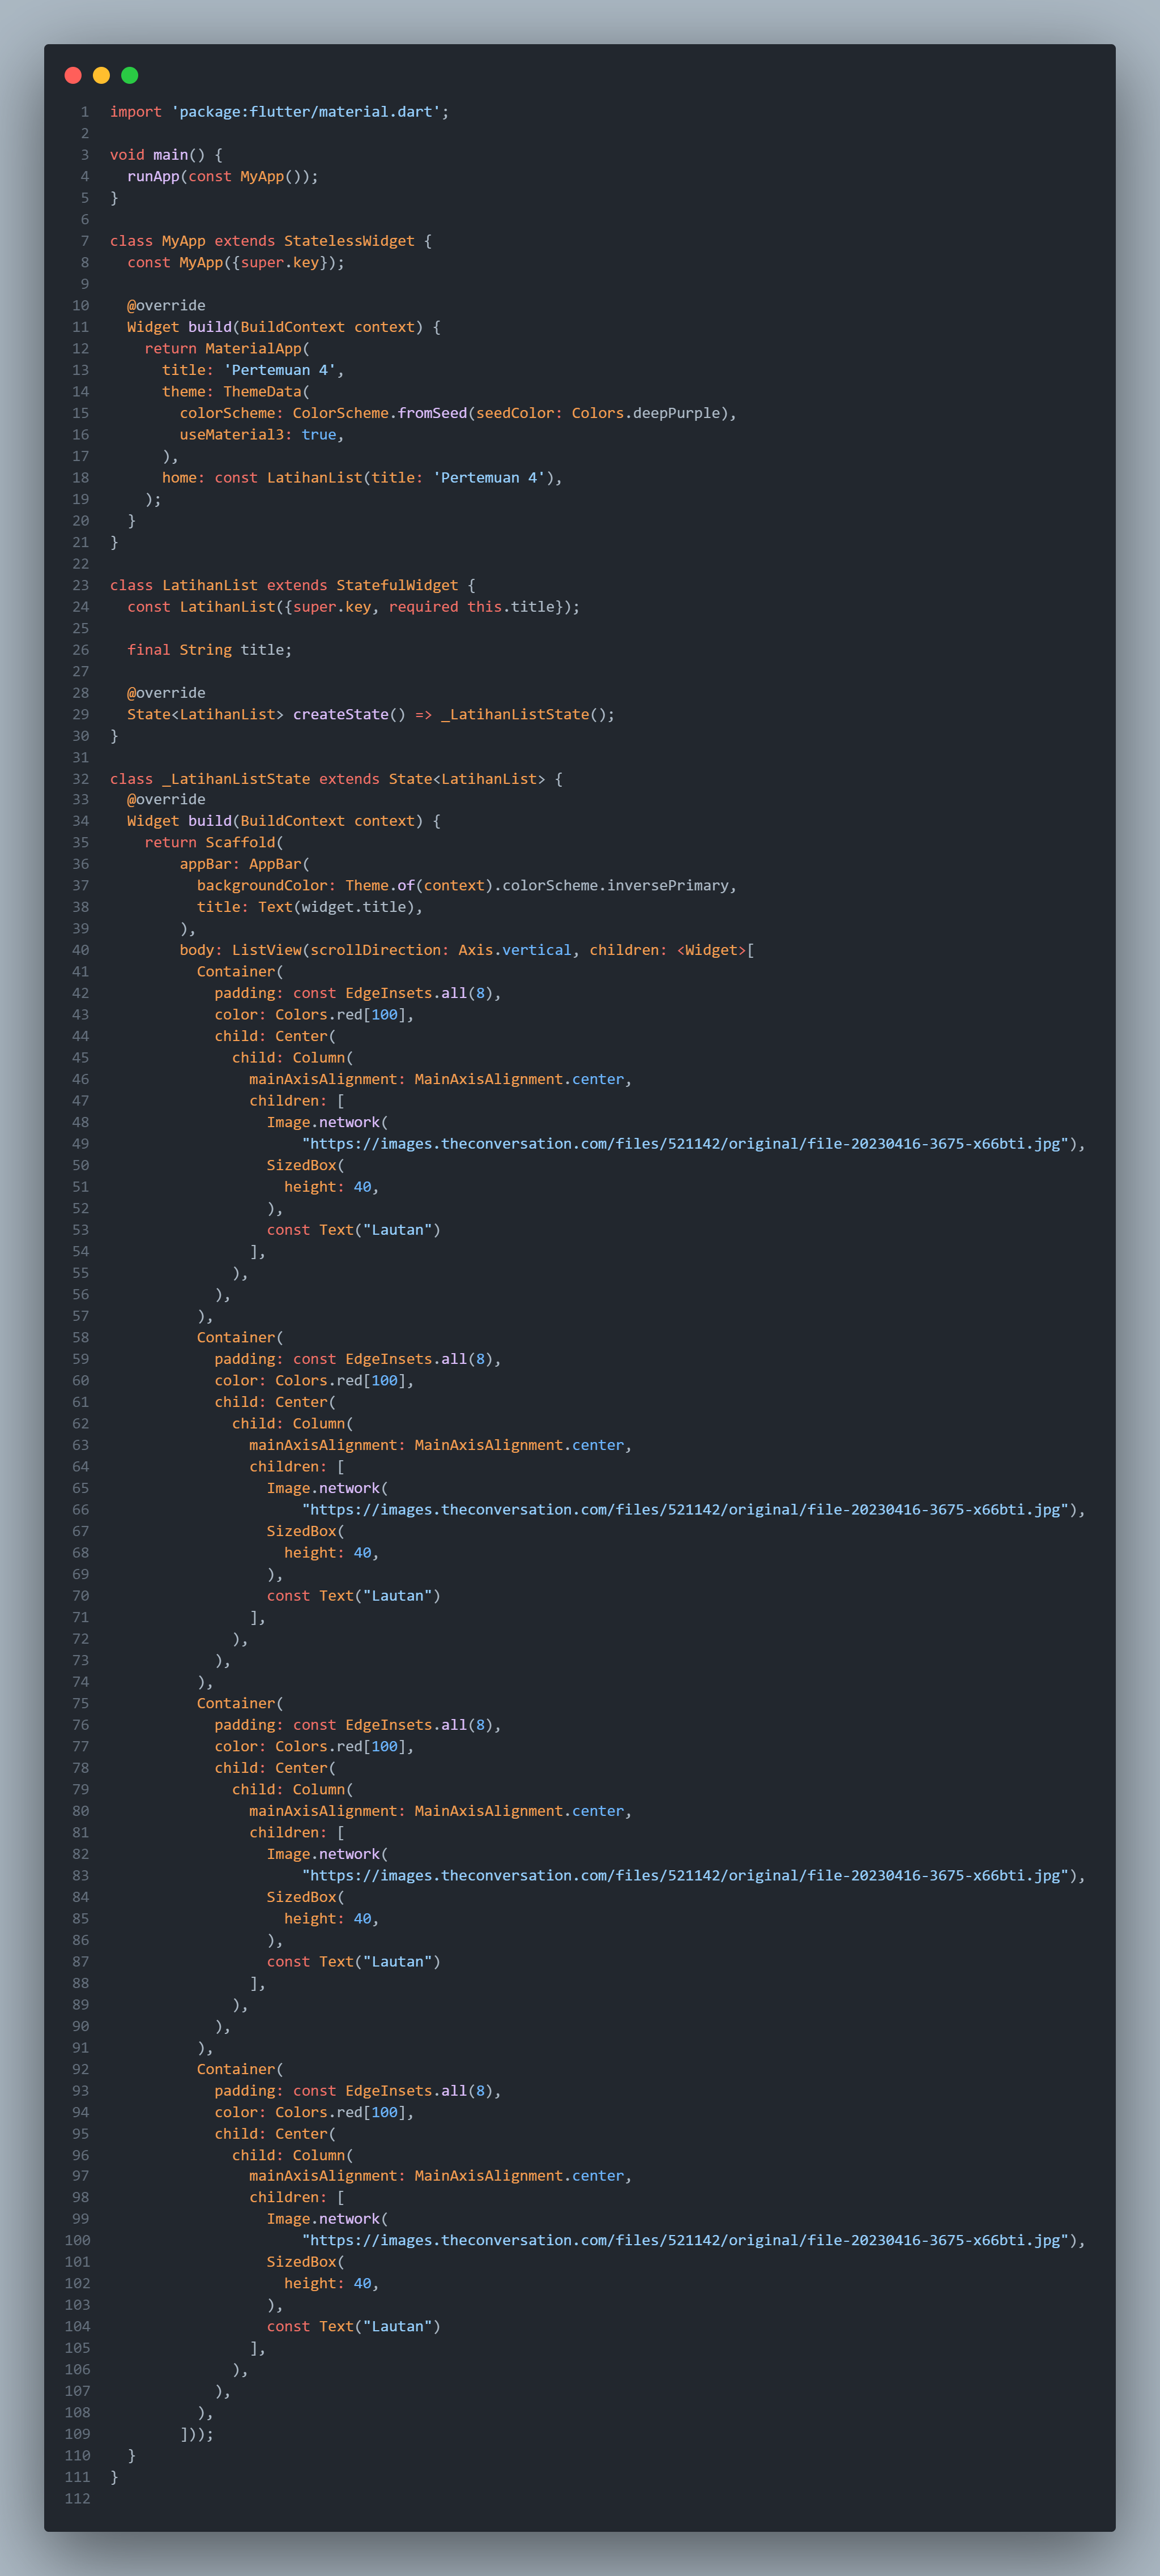 1 import 'package:flutter/material.dart';
2
3 void main() {
4   runApp(const MyApp());
5 }
6
7 class MyApp extends StatelessWidget {
8   const MyApp({super.key});
9
10   @override
11   Widget build(BuildContext context) {
12     return MaterialApp(
13       title: 'Pertemuan 4',
14       theme: ThemeData(
15         colorScheme: ColorScheme.fromSeed(seedColor: Colors.deepPurple),
16         useMaterial3: true,
17       ),
18       home: const LatihanList(title: 'Pertemuan 4'),
19     );
20   }
21 }
22
23 class LatihanList extends StatefulWidget {
24   const LatihanList({super.key, required this.title});
25
26   final String title;
27
28   @override
29   State<LatihanList> createState() => _LatihanListState();
30 }
31
32 class _LatihanListState extends State<LatihanList> {
33   @override
34   Widget build(BuildContext context) {
35     return Scaffold(
36         appBar: AppBar(
37           backgroundColor: Theme.of(context).colorScheme.inversePrimary,
38           title: Text(widget.title),
39         ),
40         body: ListView(scrollDirection: Axis.vertical, children: <Widget>[
41           Container(
42             padding: const EdgeInsets.all(8),
43             color: Colors.red[100],
44             child: Center(
45               child: Column(
46                 mainAxisAlignment: MainAxisAlignment.center,
47                 children: [
48                   Image.network(
49                       "https://images.theconversation.com/files/521142/original/file-20230416-3675-x66bti.jpg"),
50                   SizedBox(
51                     height: 40,
52                   ),
53                   const Text("Lautan")
54                 ],
55               ),
56             ),
57           ),
58           Container(
59             padding: const EdgeInsets.all(8),
60             color: Colors.red[100],
61             child: Center(
62               child: Column(
63                 mainAxisAlignment: MainAxisAlignment.center,
64                 children: [
65                   Image.network(
66                       "https://images.theconversation.com/files/521142/original/file-20230416-3675-x66bti.jpg"),
67                   SizedBox(
68                     height: 40,
69                   ),
70                   const Text("Lautan")
71                 ],
72               ),
73             ),
74           ),
75           Container(
76             padding: const EdgeInsets.all(8),
77             color: Colors.red[100],
78             child: Center(
79               child: Column(
80                 mainAxisAlignment: MainAxisAlignment.center,
81                 children: [
82                   Image.network(
83                       "https://images.theconversation.com/files/521142/original/file-20230416-3675-x66bti.jpg"),
84                   SizedBox(
85                     height: 40,
86                   ),
87                   const Text("Lautan")
88                 ],
89               ),
90             ),
91           ),
92           Container(
93             padding: const EdgeInsets.all(8),
94             color: Colors.red[100],
95             child: Center(
96               child: Column(
97                 mainAxisAlignment: MainAxisAlignment.center,
98                 children: [
99                   Image.network(
100                       "https://images.theconversation.com/files/521142/original/file-20230416-3675-x66bti.jpg"),
101                   SizedBox(
102                     height: 40,
103                   ),
104                   const Text("Lautan")
105                 ],
106               ),
107             ),
108           ),
109         ]));
110   }
111 }
112